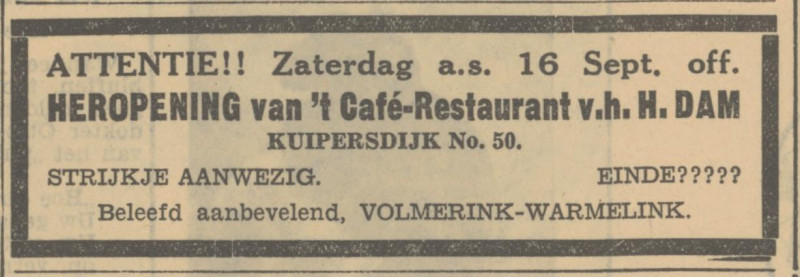 ATTENTIE!! Zaterdag a.s. 16 Sept. off.
HEROPENING van 't Café-Restaurant v.h. H. DAM
KUIPERSDIJK No. 50.
STRIJKJE AANWEZIG. EINDE?????
Beleefd aanbevelend, VOLMERINK-WARMELINK.